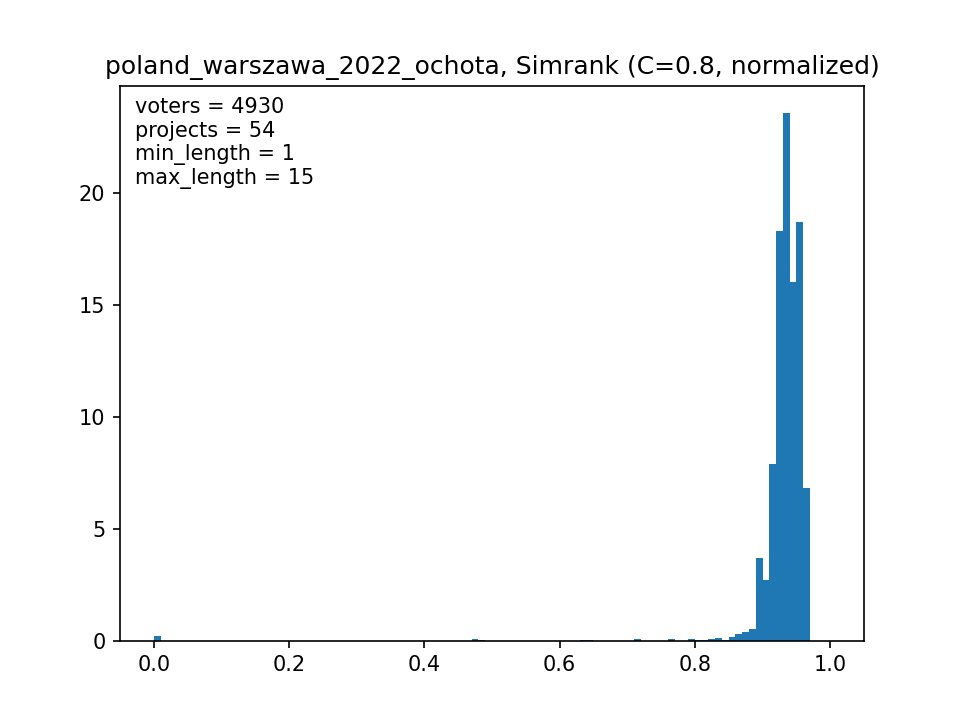 poland_warszawa_2022_ochota, Simrank (C=0.8, normalized)
voters = 4930
projects = 54
min_length = 1
max_length = 15
20
15
10
5
0
0.0 0.2 0.4 0.6 0.8 1.0